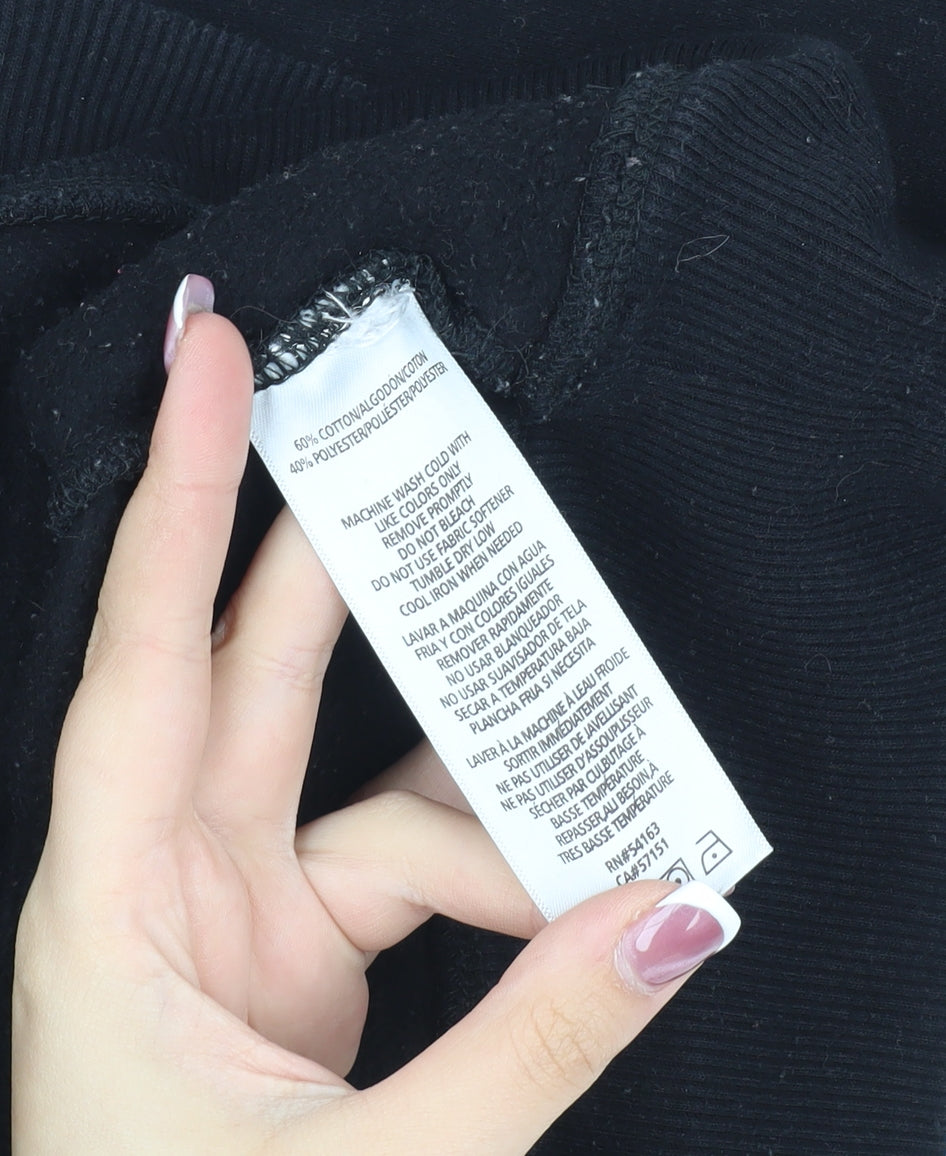 60% COTTON/ALGODÓN/COTON
40% POLYESTER/POLIÉSTER/POLYESTER
MACHINE WASH COLD WITH
LIKE COLORS ONLY
REMOVE PROMPTLY
DO NOT BLEACH
DO NOT USE FABRIC SOFTENER
TUMBLE DRY LOW
COOL IRON WHEN NEEDED
LAVAR A MAQUINA CON AGUA
FRIA Y CON COLORES IGUALES
REMOVER RAPIDAMENTE
NO USAR BLANQUEADOR
NO USAR SUAVISADOR DE TELA
SECAR A TEMPERATURA BAJA
PLANCHA FRIA SI NECESITA
LAVER À LA MACHINE À L'EAU FROIDE
SORTIR IMMÉDIATEMENT
NE PAS UTILISER DE JAVELLISANT
NE PAS UTILISER D'ASSOUPLISSEUR
SÉCHER PAR CULBUTAGE À
BASSE TEMPÉRATURE
REPASSER,AU BESOIN,À
TRES BASSE TEMPÉRATURE
RN#54163
CA#57151